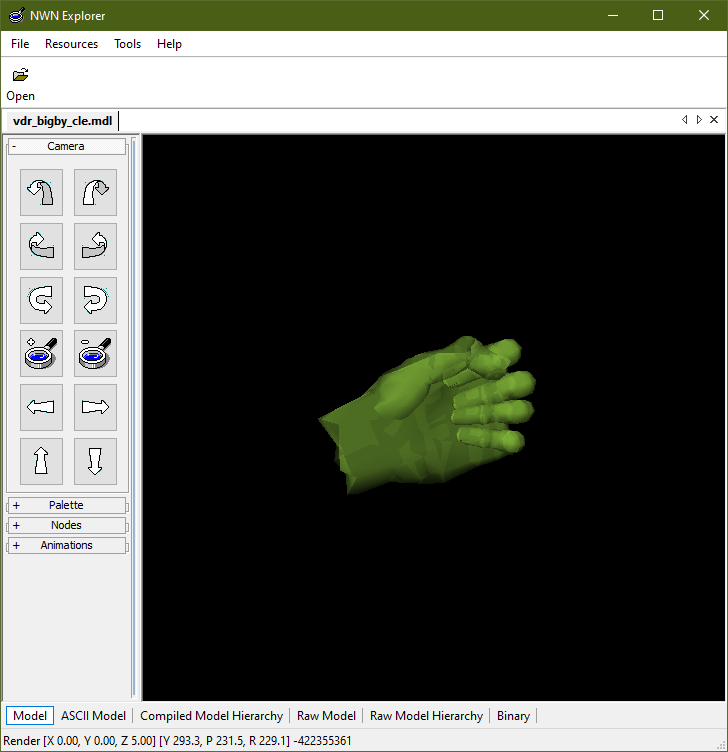 NWN Explorer
File Resources Tools Help
Open
vdr_bigby_cle.mdl
- Camera
+ Palette
+ Nodes
+ Animations
Model ASCII Model Compiled Model Hierarchy Raw Model Raw Model Hierarchy Binary
Render [X 0.00, Y 0.00, Z 5.00] [Y 293.3, P 231.5, R 229.1] -422355361